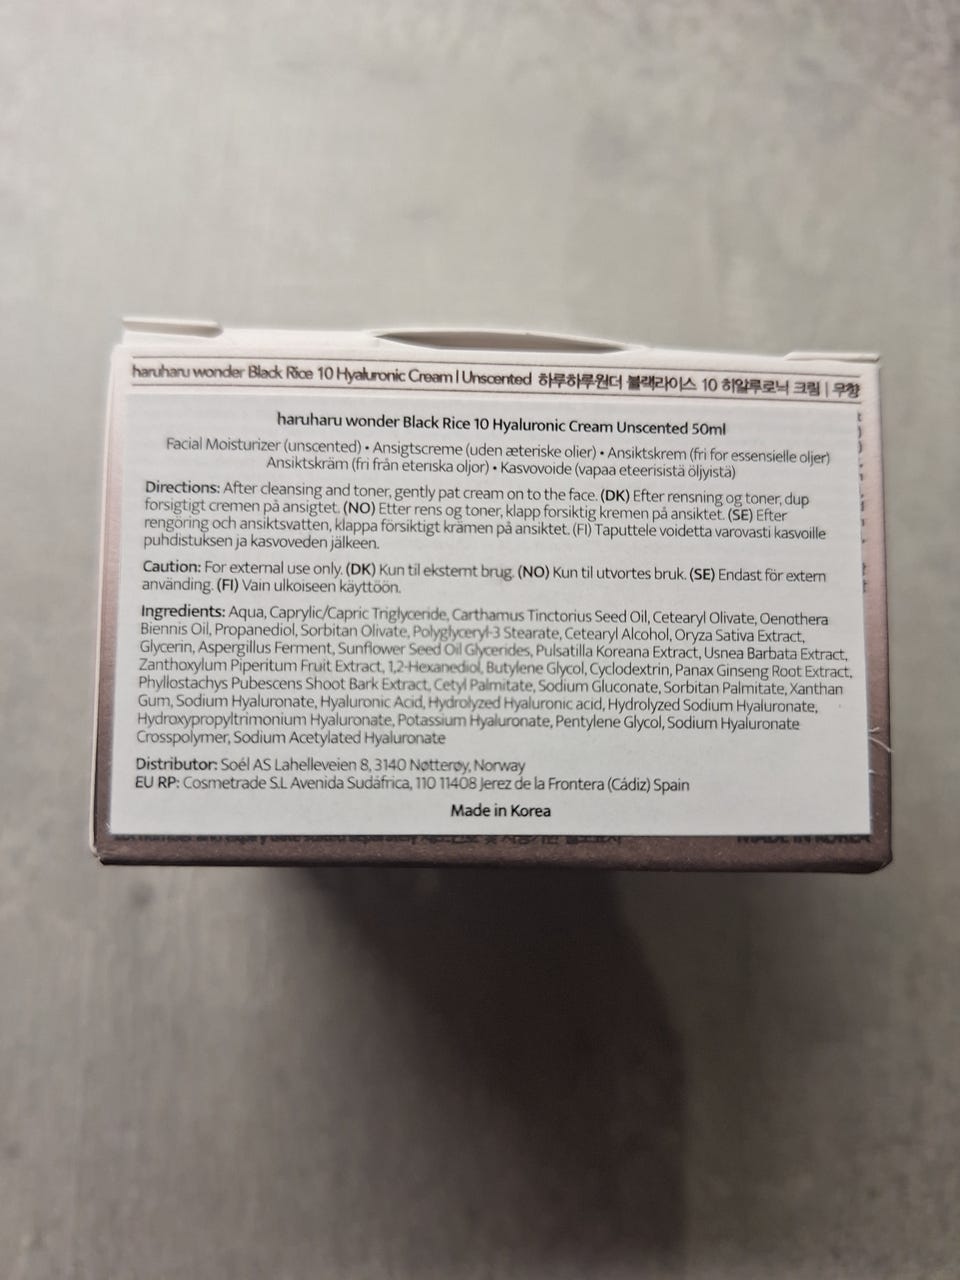 haruharu wonder Black Rice 10 Hyaluronic Cream | Unscented 하루하루원더 블랙라이스 10 히알루로닉 크림 | 무향
haruharu wonder Black Rice 10 Hyaluronic Cream Unscented 50ml
Facial Moisturizer (unscented) • Ansigtscreme (uden æteriske olier) • Ansiktskrem (fri for essensielle oljer)
Ansiktskräm (fri från eteriska oljor) • Kasvovoide (vapaa eteerisistä öljyistä)
Directions: After cleansing and toner, gently pat cream on to the face. (DK) Efter rensning og toner, dup
forsigtigt cremen på ansigtet. (NO) Etter rens og toner, klapp forsiktig kremen på ansiktet. (SE) Efter
rengöring och ansiktsvatten, klappa försiktigt krämen på ansiktet. (FI) Taputtele voidetta varovasti kasvoille
puhdistuksen ja kasvoveden jälkeen.
Caution: For external use only. (DK) Kun til eksternt brug. (NO) Kun til utvortes bruk. (SE) Endast för extern
användning. (FI) Vain ulkoiseen käyttöön.
Ingredients: Aqua, Caprylic/Capric Triglyceride, Carthamus Tinctorius Seed Oil, Cetearyl Olivate, Oenothera
Biennis Oil, Propanediol, Sorbitan Olivate, Polyglyceryl-3 Stearate, Cetearyl Alcohol, Oryza Sativa Extract,
Glycerin, Aspergillus Ferment, Sunflower Seed Oil Glycerides, Pulsatilla Koreana Extract, Usnea Barbata Extract,
Zanthoxylum Piperitum Fruit Extract, 1,2-Hexanediol, Butylene Glycol, Cyclodextrin, Panax Ginseng Root Extract,
Phyllostachys Pubescens Shoot Bark Extract, Cetyl Palmitate, Sodium Gluconate, Sorbitan Palmitate, Xanthan
Gum, Sodium Hyaluronate, Hyaluronic Acid, Hydrolyzed Hyaluronic acid, Hydrolyzed Sodium Hyaluronate,
Hydroxypropyltrimonium Hyaluronate, Potassium Hyaluronate, Pentylene Glycol, Sodium Hyaluronate
Crosspolymer, Sodium Acetylated Hyaluronate
Distributor: Soél AS Lahelleveien 8, 3140 Nøtterøy, Norway
EU RP: Cosmetrade S.L Avenida Sudáfrica, 110 11408 Jerez de la Frontera (Cádiz) Spain
Made in Korea
MADE IN KOREA